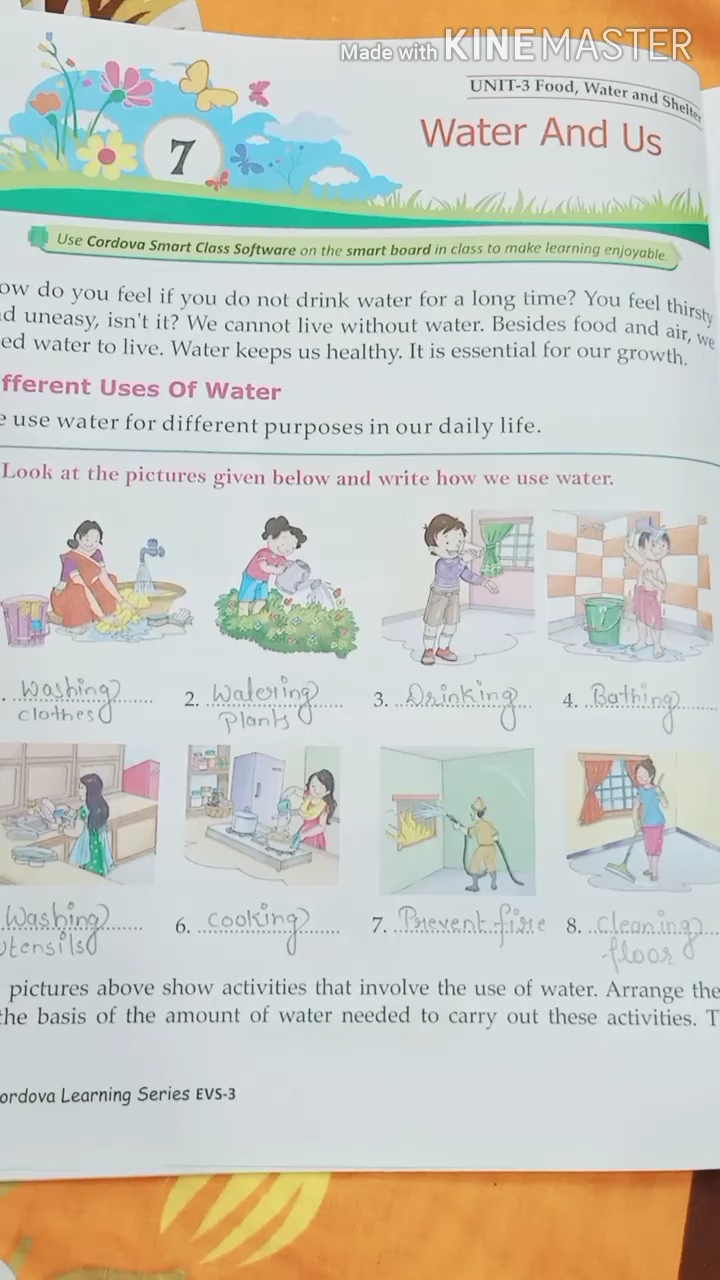 Made with KINEMASTER
UNIT-3 Food, Water and Shelter
7
Water And Us
Use Cordova Smart Class Software on the smart board in class to make learning enjoyable.
ow do you feel if you do not drink water for a long time? You feel thirsty
d uneasy, isn't it? We cannot live without water. Besides food and air, we
ed water to live. Water keeps us healthy. It is essential for our growth.
fferent Uses Of Water
e use water for different purposes in our daily life.
Look at the pictures given below and write how we use water.
. Washing
clothes
2. Watering
Plants
3. Drinking
4. Bathing
Washing
utensils
6. cooking
7. Prevent fire
8. cleaning
floor
pictures above show activities that involve the use of water. Arrange the
the basis of the amount of water needed to carry out these activities. T
ordova Learning Series EVS-3